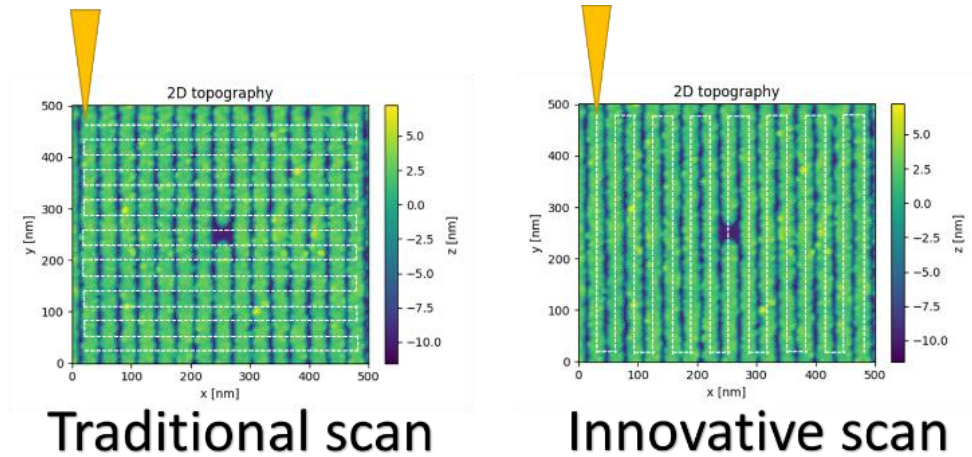 2D topography
500
400
300
200
100
0
y [nm]
0 100 200 300 400 500
x [nm]
5.0
2.5
0.0
−2.5
−5.0
−7.5
−10.0
z [nm]
Traditional scan
2D topography
500
400
300
200
100
0
y [nm]
0 100 200 300 400 500
x [nm]
5.0
2.5
0.0
−2.5
−5.0
−7.5
−10.0
z [nm]
Innovative scan